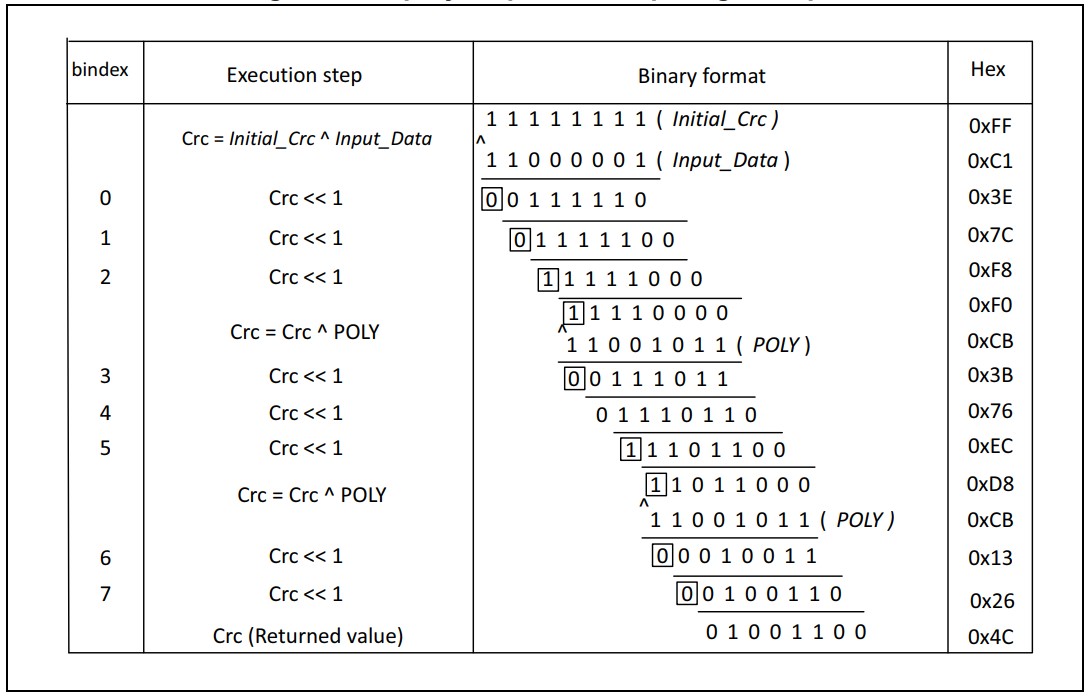 bindex Execution step Binary format Hex
1 1 1 1 1 1 1 1 ( Initial_Crc ) 0xFF
Crc = Initial_Crc ^ Input_Data
^
1 1 0 0 0 0 0 1 ( Input_Data ) 0xC1
0 Crc << 1 0 0 1 1 1 1 1 0 0x3E
1 Crc << 1 0 1 1 1 1 1 0 0 0x7C
2 Crc << 1 1 1 1 1 1 0 0 0 0xF8
1 1 1 1 0 0 0 0 0xF0
Crc = Crc ^ POLY
^
1 1 0 0 1 0 1 1 ( POLY ) 0xCB
3 Crc << 1 0 0 1 1 1 0 1 1 0x3B
4 Crc << 1 0 1 1 1 0 1 1 0 0x76
5 Crc << 1 1 1 1 0 1 1 0 0 0xEC
1 1 0 1 1 0 0 0 0xD8
Crc = Crc ^ POLY
^
1 1 0 0 1 0 1 1 ( POLY ) 0xCB
6 Crc << 1 0 0 0 1 0 0 1 1 0x13
7 Crc << 1 0 0 1 0 0 1 1 0 0x26
Crc (Returned value) 0 1 0 0 1 1 0 0 0x4C